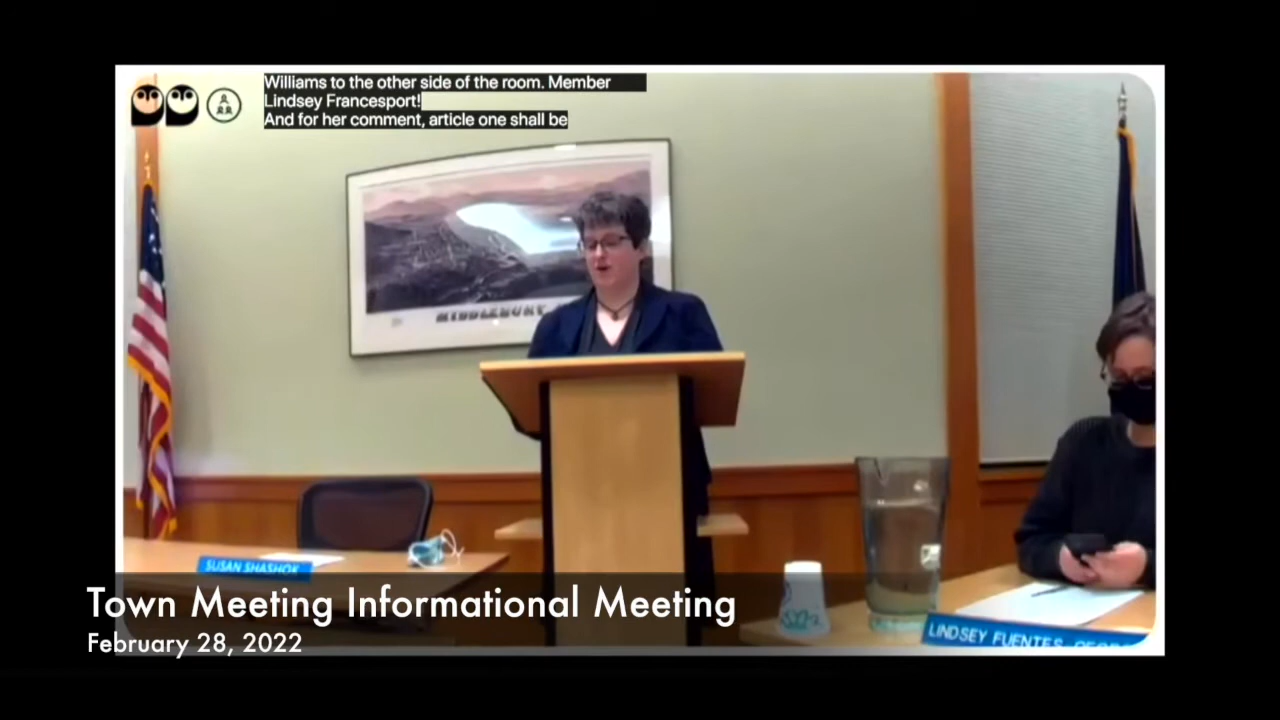 Williams to the other side of the room. Member
Lindsey Francesport!
And for her comment, article one shall be
MIDDLEBURY
SUSAN SHASHOK
LINDSEY FUENTES-
Town Meeting Informational Meeting
February 28, 2022